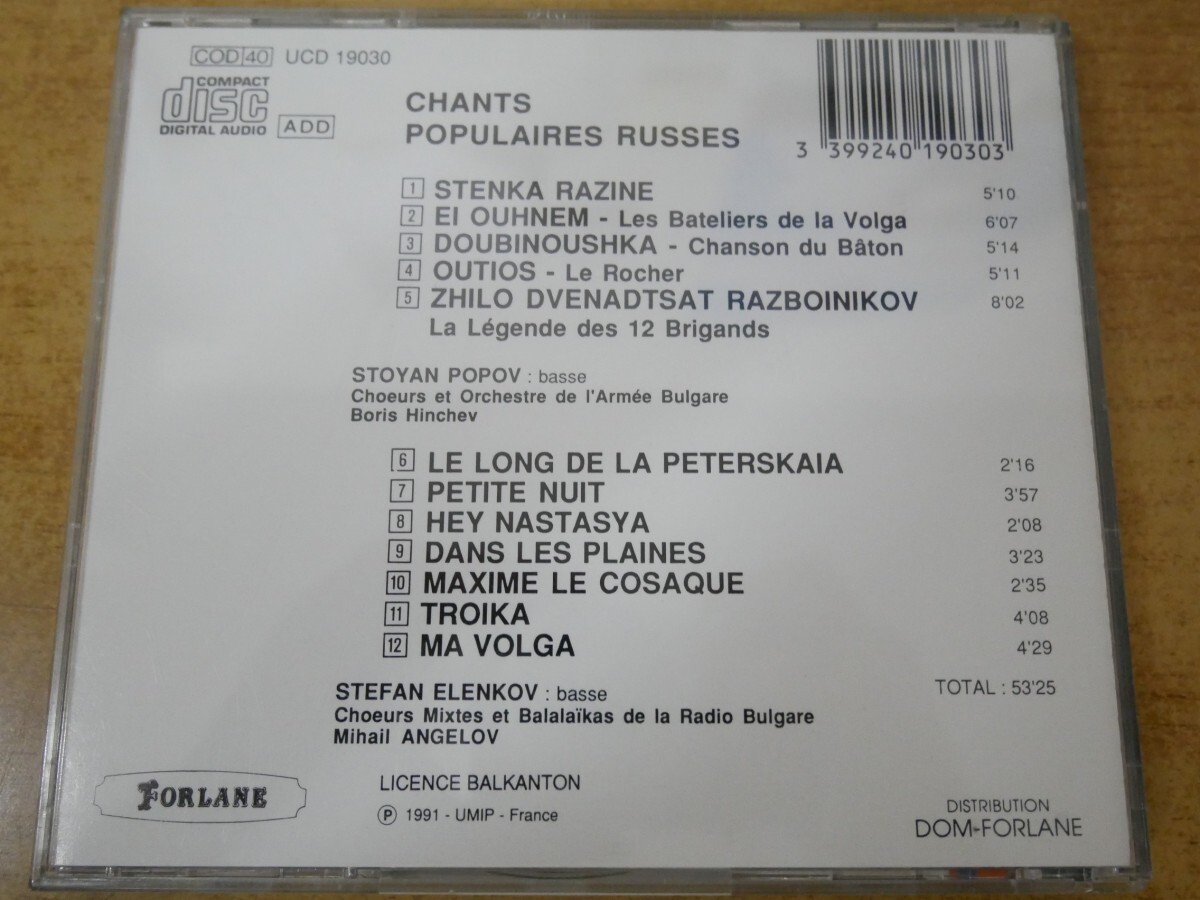 COD 40 UCD 19030
COMPACT
disc
DIGITAL AUDIO
ADD
CHANTS
POPULAIRES RUSSES
3 399240 190303
1 STENKA RAZINE 5'10
2 EI OUHNEM - Les Bateliers de la Volga 6'07
3 DOUBINOUSHKA - Chanson du Bâton 5'14
4 OUTIOS - Le Rocher 5'11
5 ZHILO DVENADTSAT RAZBOINIKOV 8'02
La Légende des 12 Brigands
STOYAN POPOV : basse
Choeurs et Orchestre de l'Armée Bulgare
Boris Hinchev
6 LE LONG DE LA PETERSKAIA 2'16
7 PETITE NUIT 3'57
8 HEY NASTASYA 2'08
9 DANS LES PLAINES 3'23
10 MAXIME LE COSAQUE 2'35
11 TROIKA 4'08
12 MA VOLGA 4'29
TOTAL : 53'25
STEFAN ELENKOV : basse
Choeurs Mixtes et Balalaïkas de la Radio Bulgare
Mihail ANGELOV
FORLANE
LICENCE BALKANTON
℗ 1991 - UMIP - France
DISTRIBUTION
DOM-FORLANE